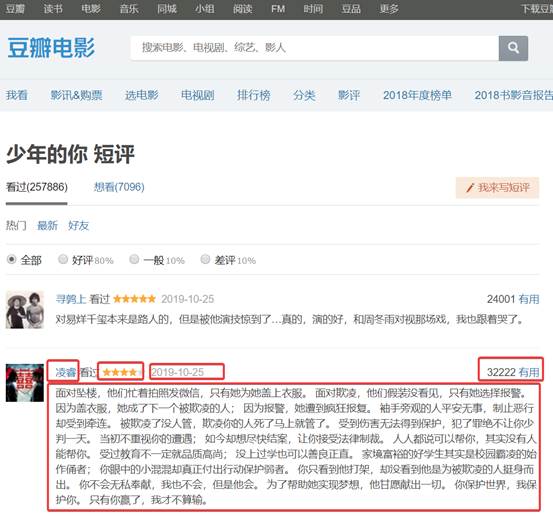 豆瓣 读书 电影 音乐 同城 小组 阅读 FM 时间 豆品 更多 下载豆
豆瓣电影
搜索电影、电视剧、综艺、影人
我看 影讯&购票 选电影 电视剧 排行榜 分类 影评 2018年度榜单 2018书影音报告
少年的你 短评
看过(257886) 想看(7096) 我来写短评
热门 最新 好友
全部 好评 80% 一般 10% 差评 10%
寻鹁上 看过 2019-10-25 24001 有用
对易烊千玺本来是路人的，但是被他演技惊到了…真的，演的好，和周冬雨对视那场戏，我也跟着哭了。
凌睿 看过 2019-10-25 32222 有用
面对坠楼，他们忙着拍照发微信，只有她为她盖上衣服。 面对欺凌，他们假装没看见，只有她选择报警。
因为盖衣服，她成了下一个被欺凌的人； 因为报警，她遭到疯狂报复。 袖手旁观的人平安无事，制止恶行
却受到牵连。 被欺凌了没人管，欺凌你的人死了马上就管了。 受到伤害无法得到保护，犯了罪绝不让你少
判一天。 当初不重视你的遭遇； 如今却想尽快结案，让你接受法律制裁。 人人都说可以帮你，其实没有人
能帮你。 受过教育不一定就品质高尚； 没上过学也可以善良正直。 家境富裕的好学生其实是校园霸凌的始
作俑者； 你眼中的小混混却真正付出行动保护弱者。 你只看到他打架，却没看到他是为被欺凌的人挺身而
出。 你不会无私奉献，我也不会，但是他会。 为了帮助她实现梦想，他甘愿献出一切。 你保护世界，我保
护你。 只有你赢了，我才不算输。